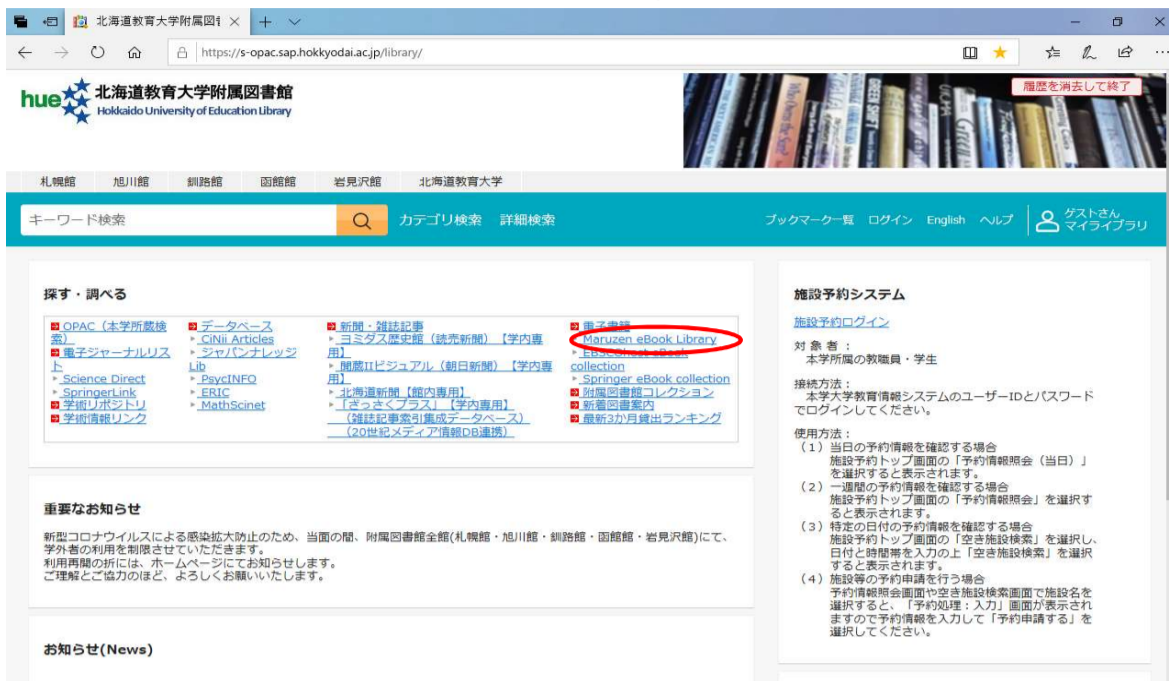 北海道教育大学附属図
https://s-opac.sap.hokkyodai.ac.jp/library/
hue
北海道教育大学附属図書館
Hokkaido University of Education Library
履歴を消去して終了
札幌館 旭川館 釧路館 函館館 岩見沢館 北海道教育大学
キーワード検索 カテゴリ検索 詳細検索 ブックマーク一覧 ログイン English ヘルプ ゲストさん
マイライブラリ
探す・調べる
OPAC（本学所蔵検
索）
電子ジャーナルリス
ト
Science Direct
SpringerLink
学術リポジトリ
学術情報リンク
データベース
CiNii Articles
ジャパンナレッジ
Lib
PsycINFO
ERIC
MathScinet
新聞・雑誌記事
ヨミダス歴史館（読売新聞）【学内専
用】
聞蔵IIビジュアル（朝日新聞）【学内専
用】
北海道新聞【館内専用】
「ざっさくプラス」【学内専用】
（雑誌記事索引集成データベース）
（20世紀メディア情報DB連携）
電子書籍
Maruzen eBook Library
EBSCOhost eBook
collection
Springer eBook collection
附属図書館コレクション
新着図書案内
最新3か月貸出ランキング
重要なお知らせ
新型コロナウイルスによる感染拡大防止のため、当面の間、附属図書館全館(札幌館・旭川館・釧路館・函館館・岩見沢館)にて、
学外者の利用を制限させていただきます。
利用再開の折には、ホームページにてお知らせします。
ご理解とご協力のほど、よろしくお願いいたします。
お知らせ(News)
施設予約システム
施設予約ログイン
対 象 者：
本学所属の教職員・学生
接続方法：
本学大学教育情報システムのユーザーIDとパスワード
でログインしてください。
使用方法：
（１）当日の予約情報を確認する場合
施設予約トップ画面の「予約情報照会（当日）」
を選択すると表示されます。
（２）一週間の予約情報を確認する場合
施設予約トップ画面の「予約情報照会」を選択す
ると表示されます。
（３）特定の日付の予約情報を確認する場合
施設予約トップ画面の「空き施設検索」を選択し、
日付と時間帯を入力の上「空き施設検索」を選択
すると表示されます。
（４）施設等の予約申請を行う場合
予約情報照会画面や空き施設検索画面で施設名を
選択すると、「予約処理：入力」画面が表示され
ますので予約情報を入力して「予約申請する」を
選択してください。